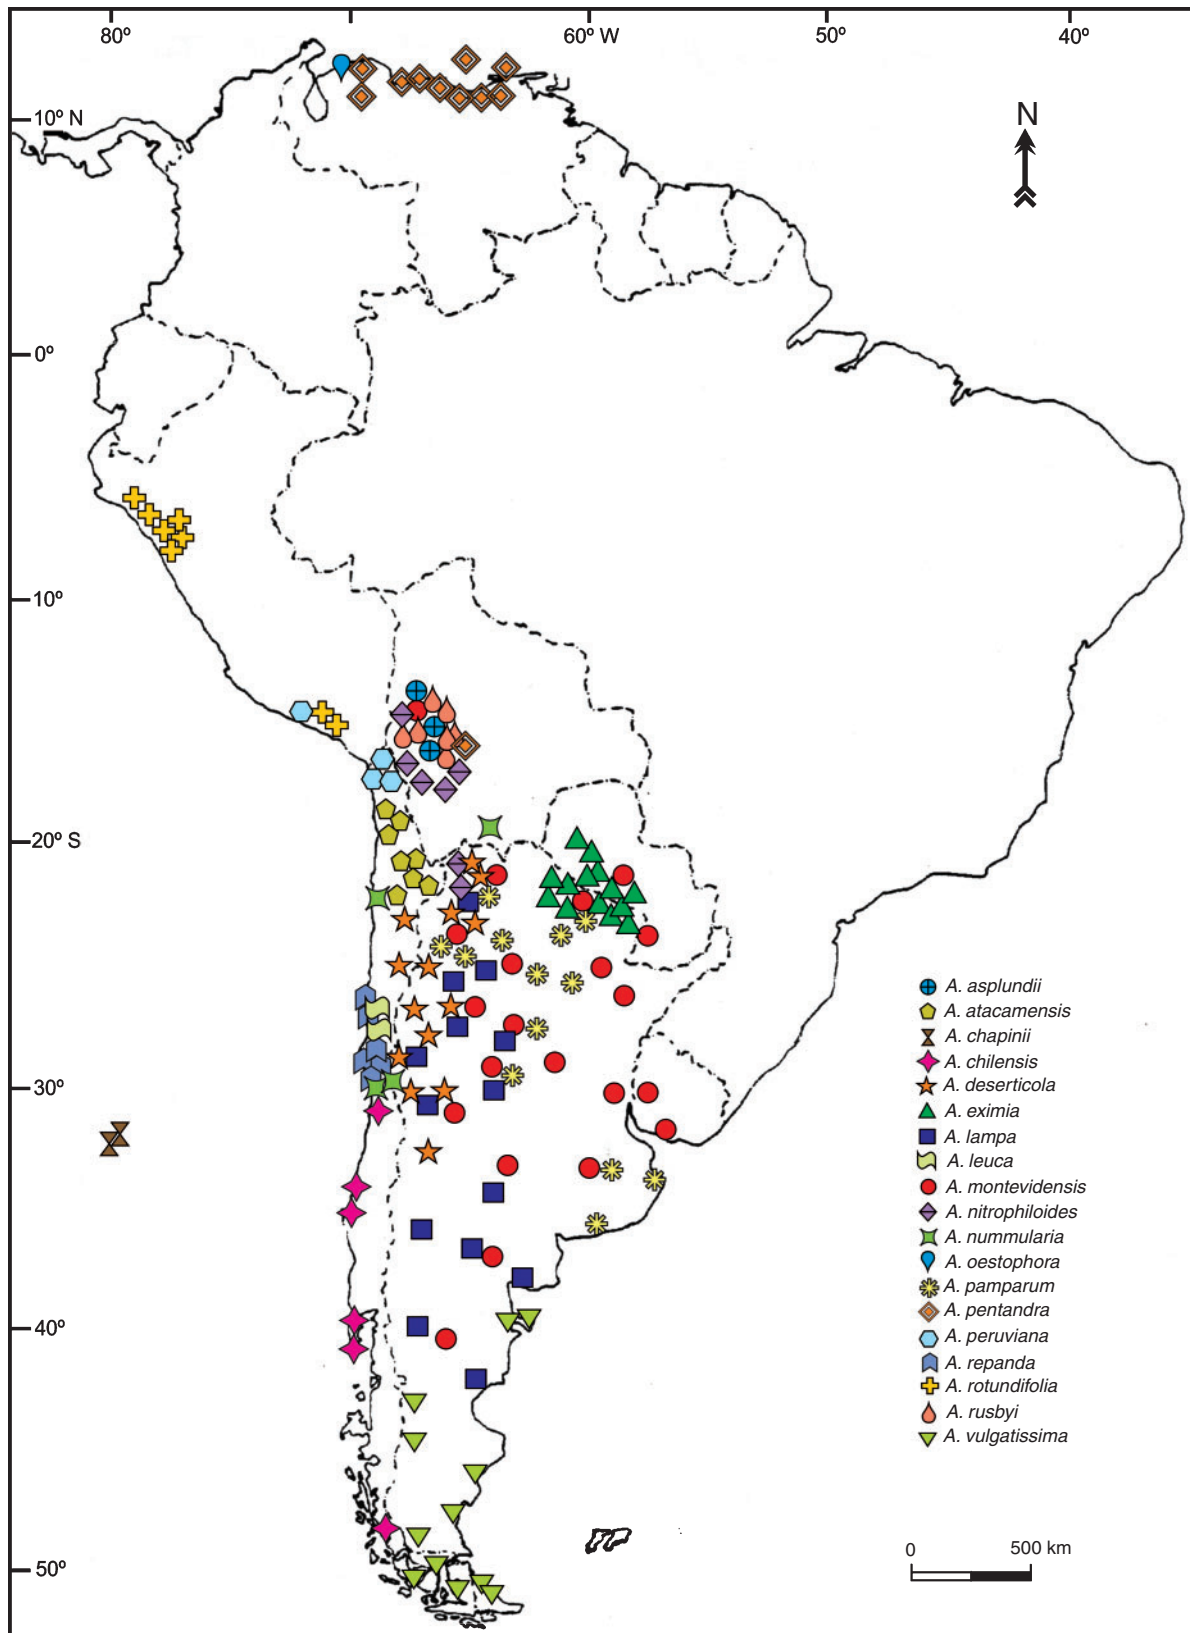 80º 60º W 50º 40º
10º N
N
0º
10º
20º S
30º
40º
50º
A. asplundii
A. atacamensis
A. chapinii
A. chilensis
A. deserticola
A. eximia
A. lampa
A. leuca
A. montevidensis
A. nitrophiloides
A. nummularia
A. oestophora
A. pamparum
A. pentandra
A. peruviana
A. repanda
A. rotundifolia
A. rusbyi
A. vulgatissima
0 500 km